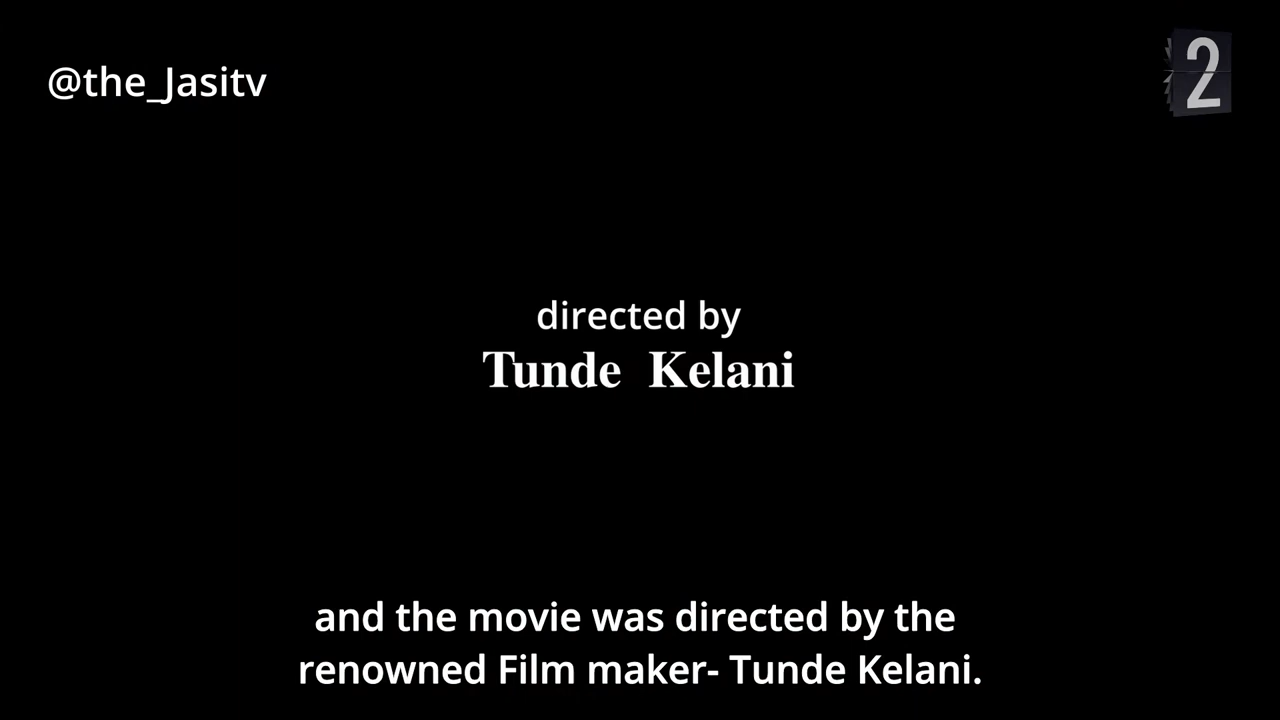 @the_Jasitv
2
directed by
Tunde Kelani
and the movie was directed by the
renowned Film maker- Tunde Kelani.